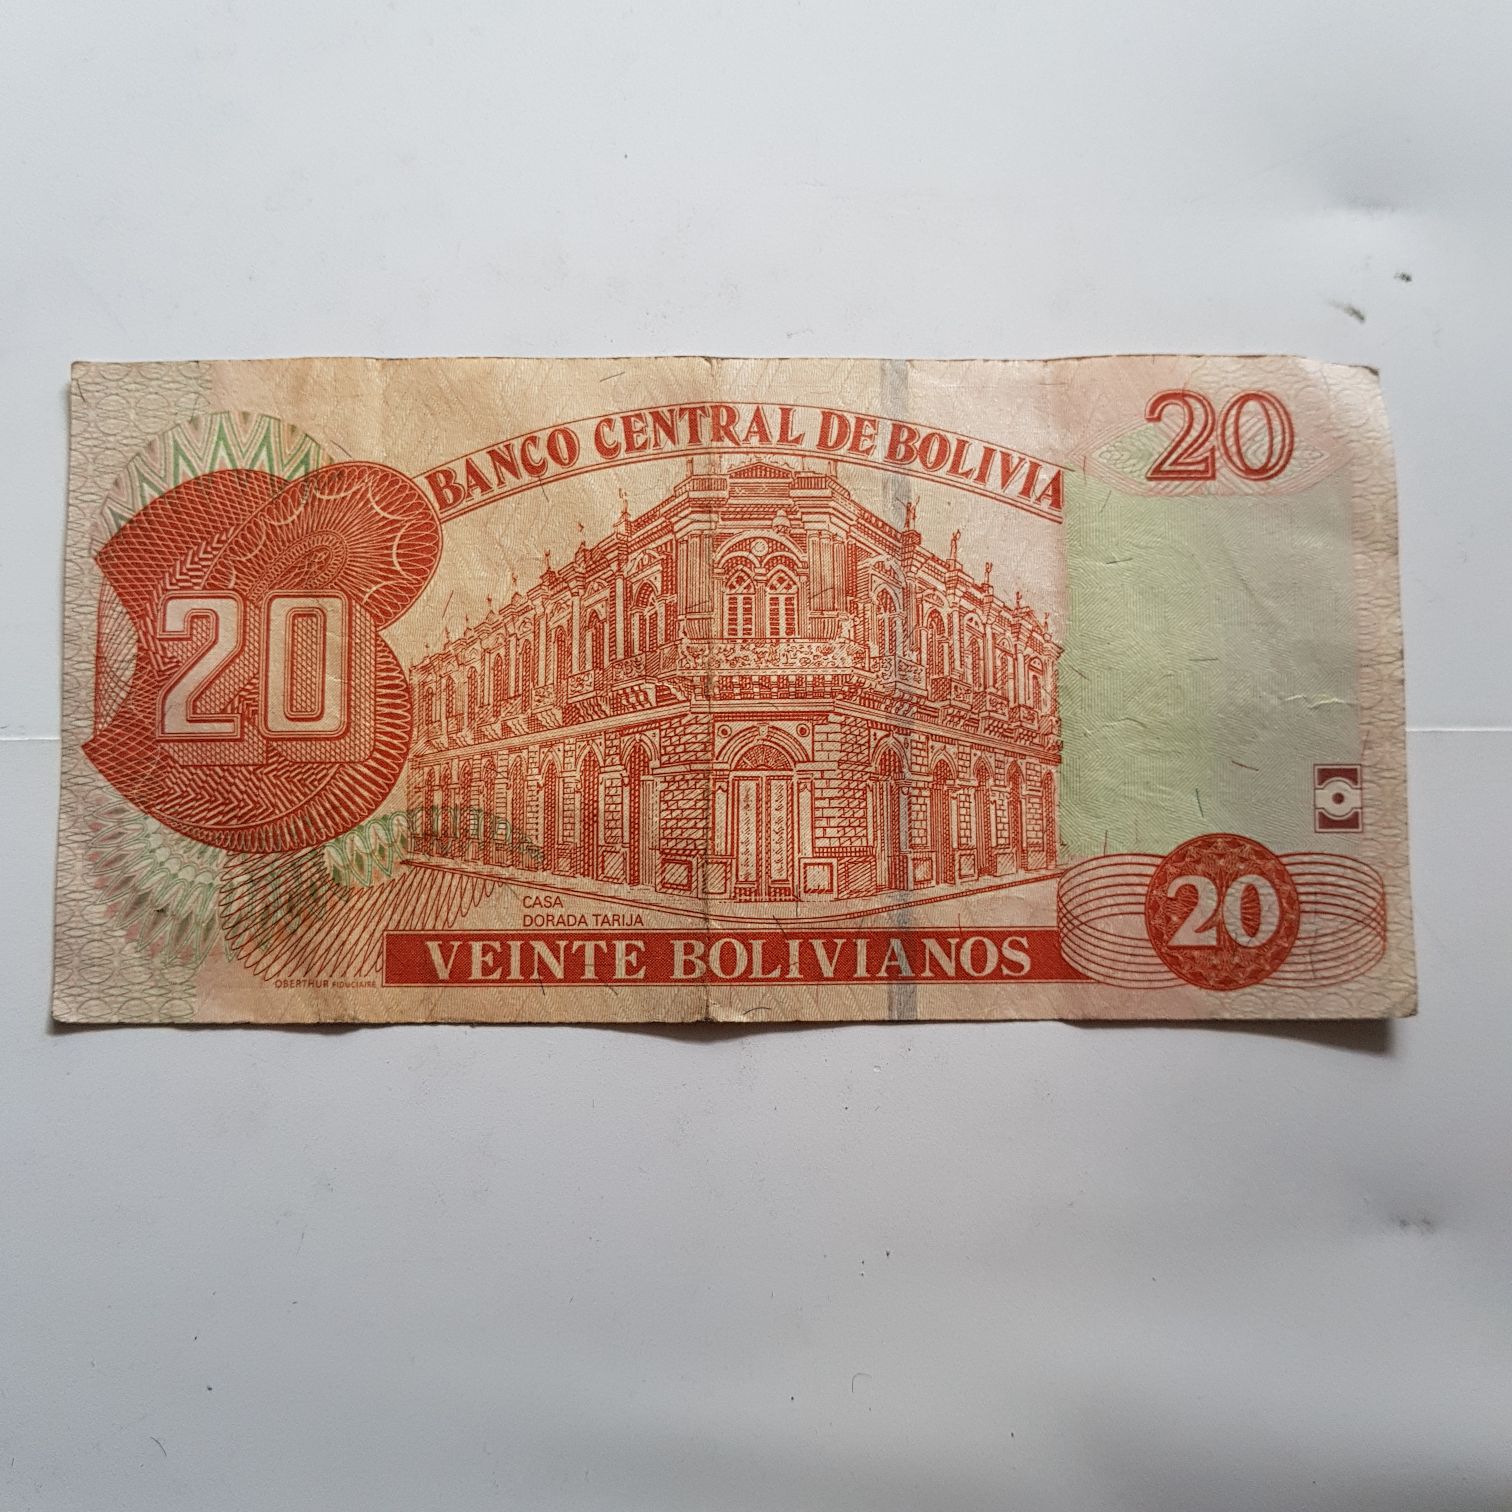 BANCO CENTRAL DE BOLIVIA
20
20
CASA
DORADA TARIJA
VEINTE BOLIVIANOS
20
OBERTHUR FIDUCIAIRE